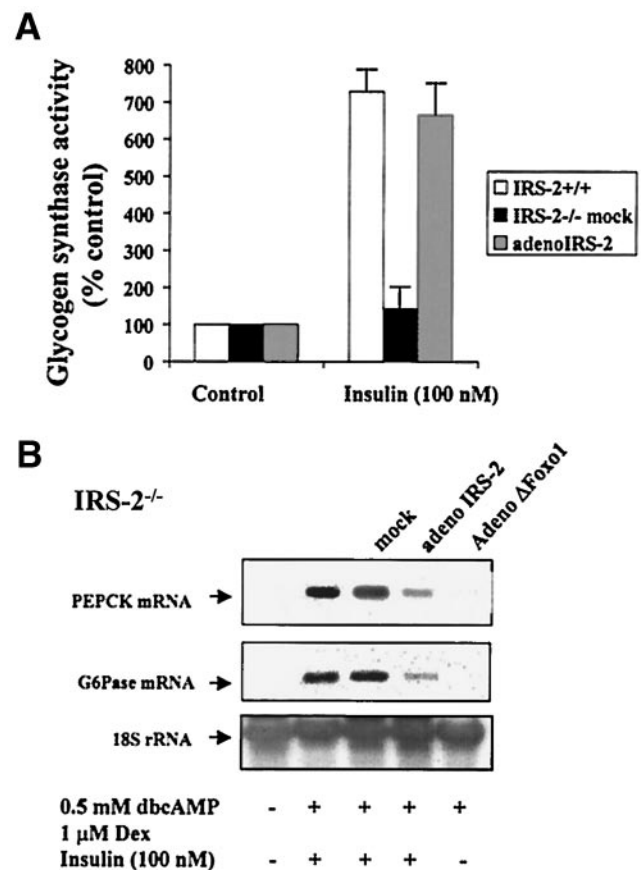 A
Glycogen synthase activity
(% control)
800
700
600
500
400
300
200
100
0
Control
Insulin (100 nM)
IRS-2+/+
IRS-2-/- mock
adenoIRS-2
B
IRS-2-/-
mock
adeno IRS-2
Adeno ΔFoxo1
PEPCK mRNA
G6Pase mRNA
18S rRNA
0.5 mM dbcAMP - + + + +
1 µM Dex
Insulin (100 nM) - + + + -